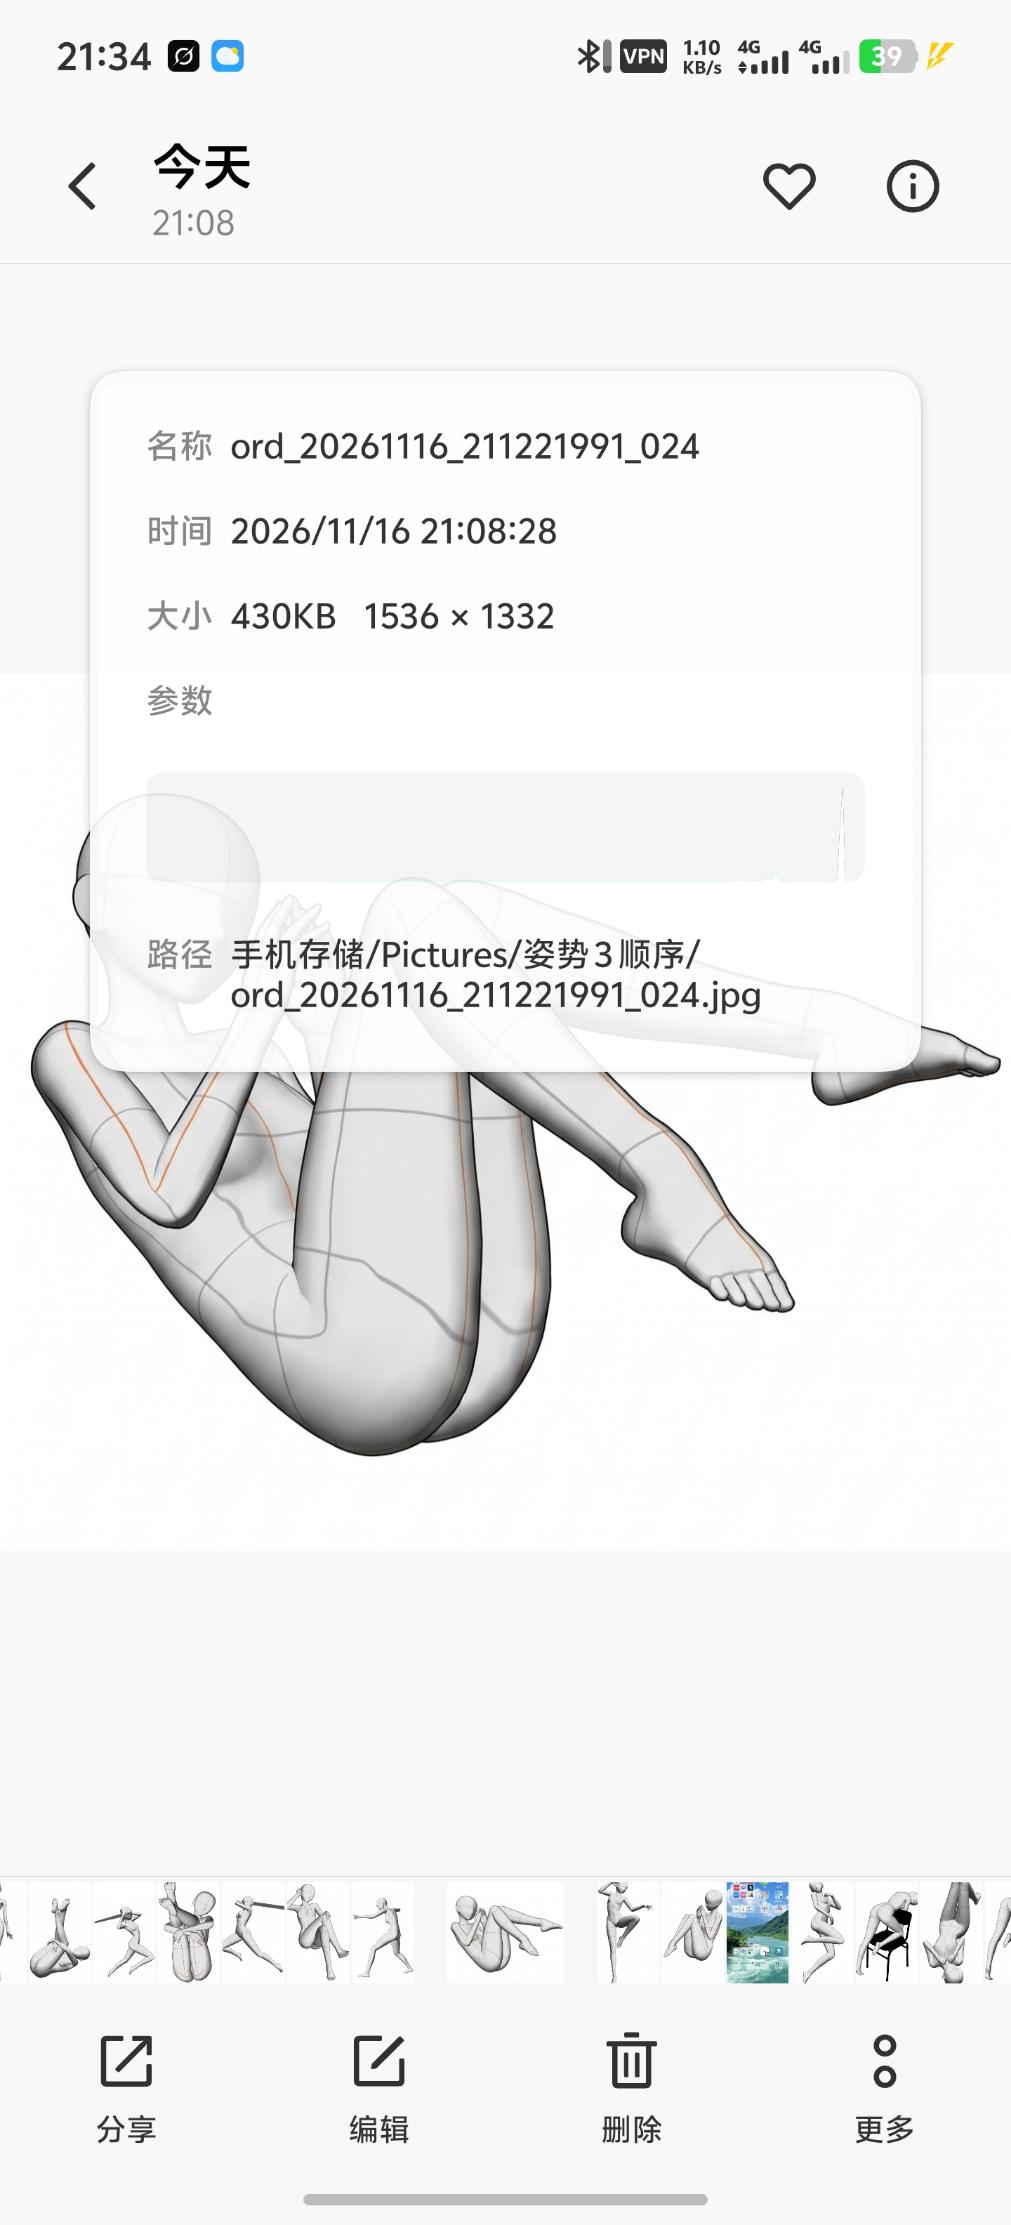 21:34
VPN 1.10 KB/s 4G 4G 39
今天
21:08
名称 ord_20261116_211221991_024
时间 2026/11/16 21:08:28
大小 430KB 1536 × 1332
参数
路径 手机存储/Pictures/姿势3顺序/
ord_20261116_211221991_024.jpg
分享 编辑 删除 更多